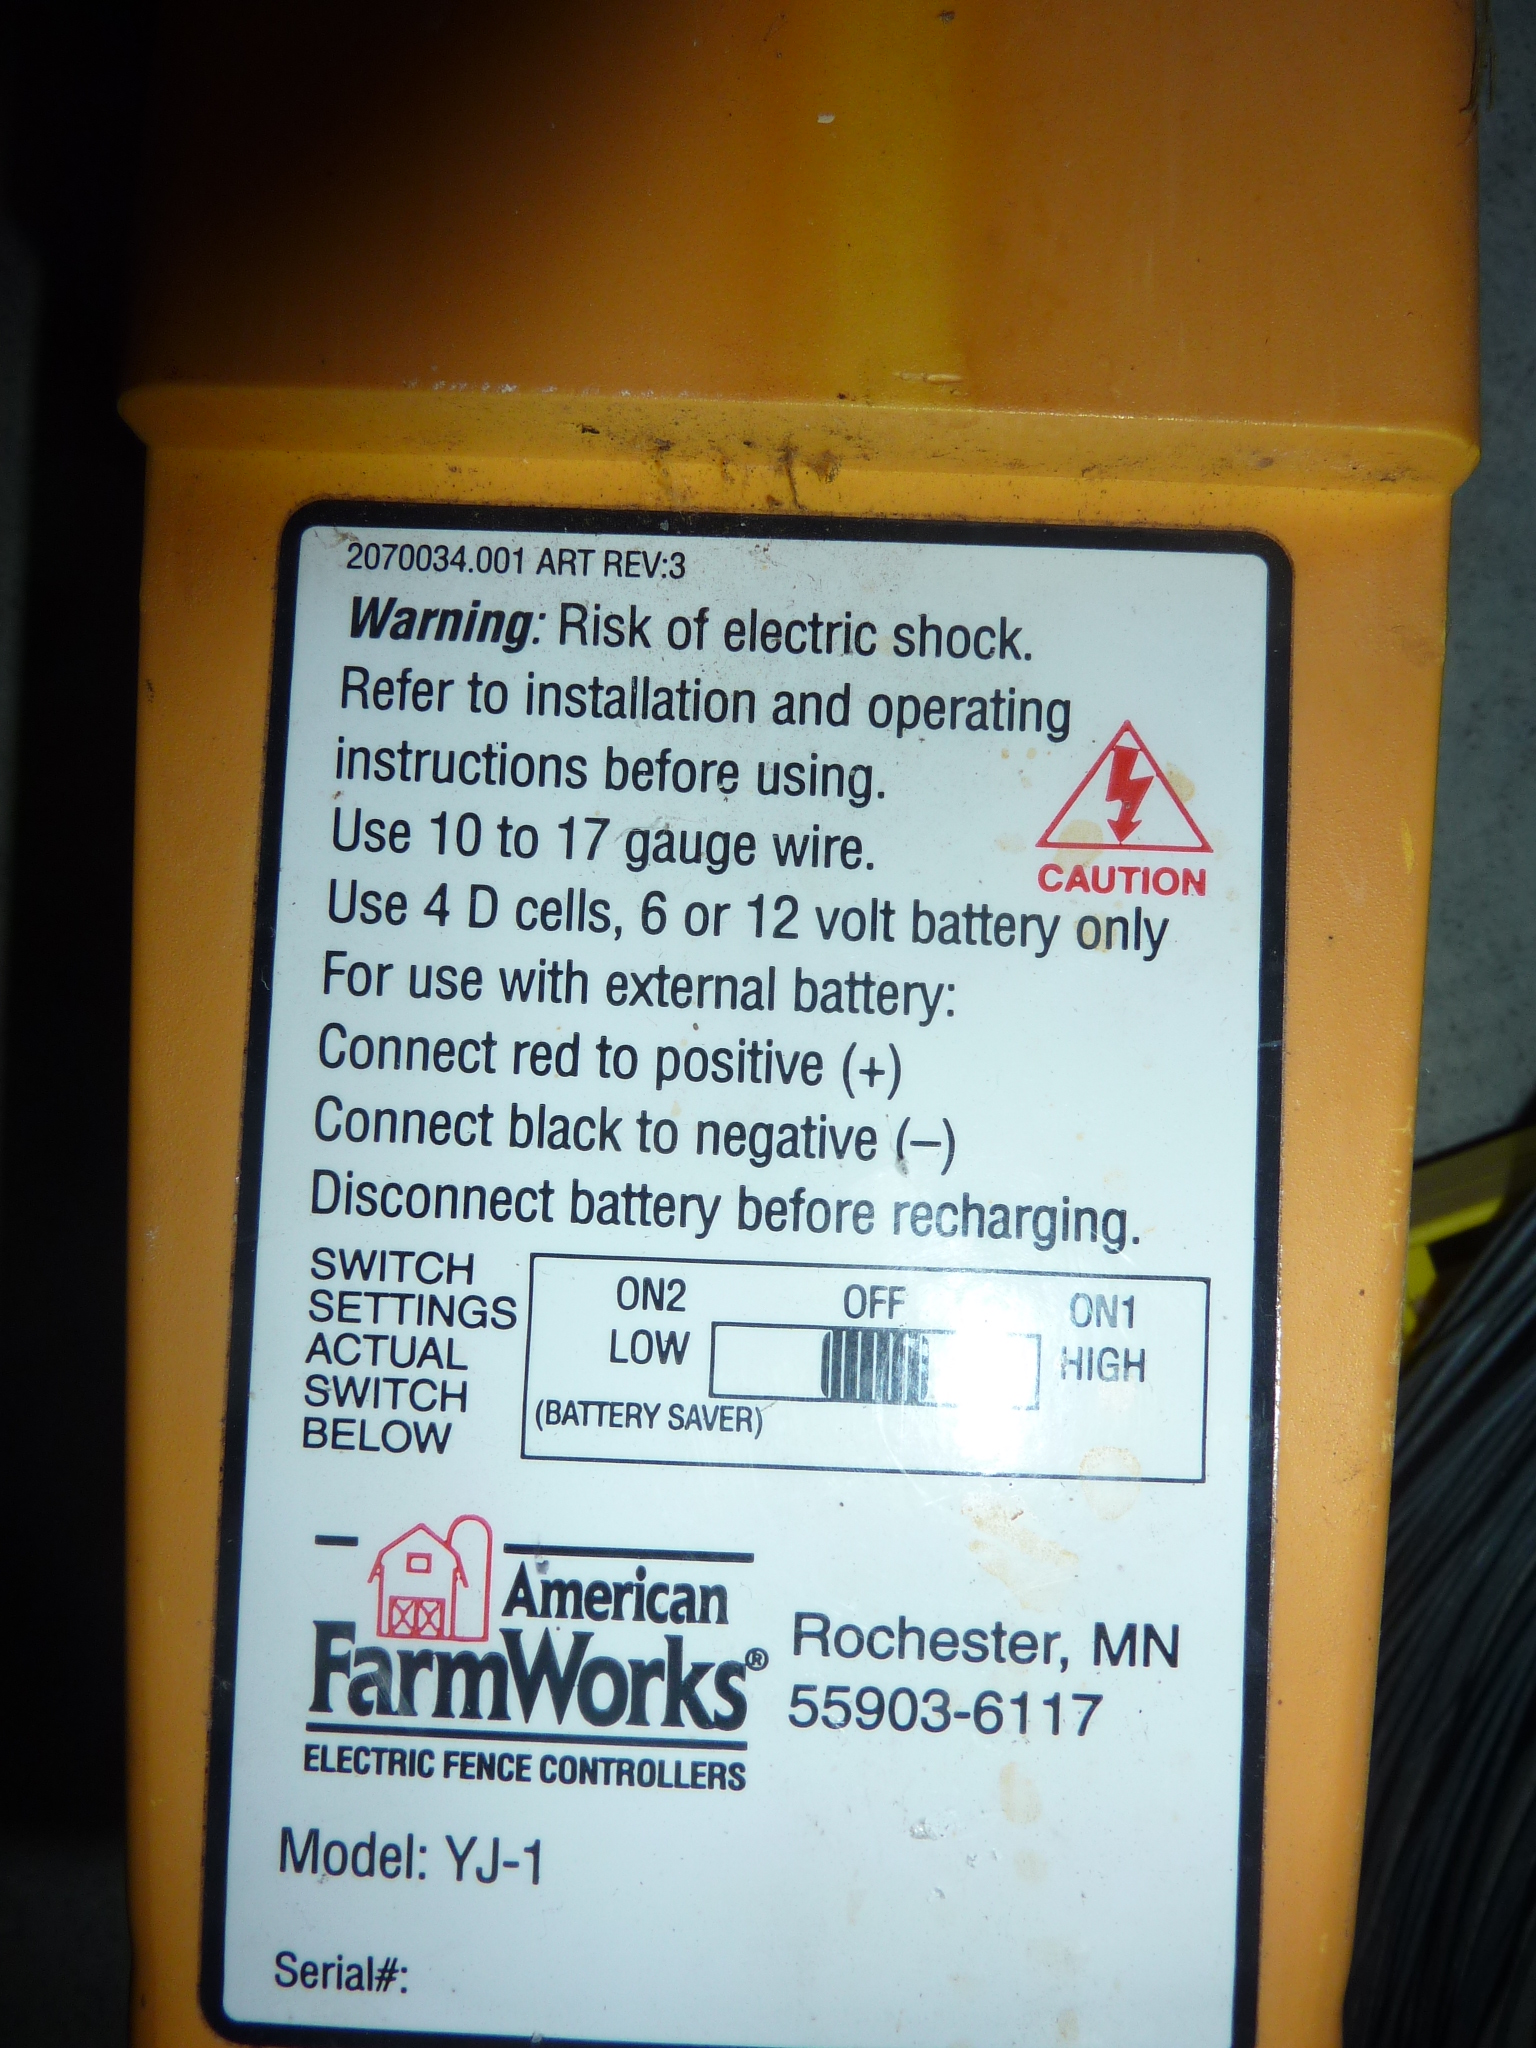 2070034.001 ART REV:3
Warning: Risk of electric shock.
Refer to installation and operating
instructions before using.
Use 10 to 17 gauge wire.
CAUTION
Use 4 D cells, 6 or 12 volt battery only
For use with external battery:
Connect red to positive (+)
Connect black to negative (–)
Disconnect battery before recharging.
SWITCH
SETTINGS
ACTUAL
SWITCH
BELOW
ON2 OFF ON1
LOW HIGH
(BATTERY SAVER)
American
FarmWorks®
ELECTRIC FENCE CONTROLLERS
Rochester, MN
55903-6117
Model: YJ-1
Serial#: